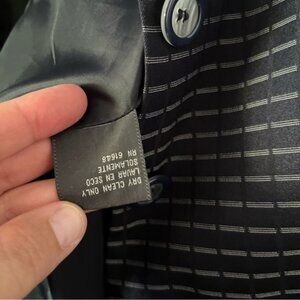 DRY CLEAN ONLY
LAVAR EN SECO
SOLAMENTE
RN 61648